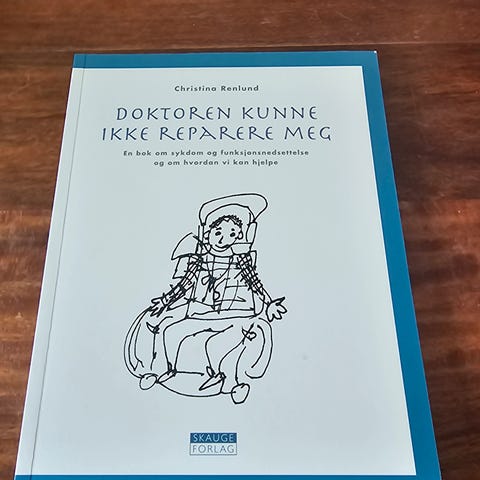 Christina Renlund
DOKTOREN KUNNE
IKKE REPARERE MEG
En bok om sykdom og funksjonsnedsettelse
og om hvordan vi kan hjelpe
SKAUGE
FORLAG